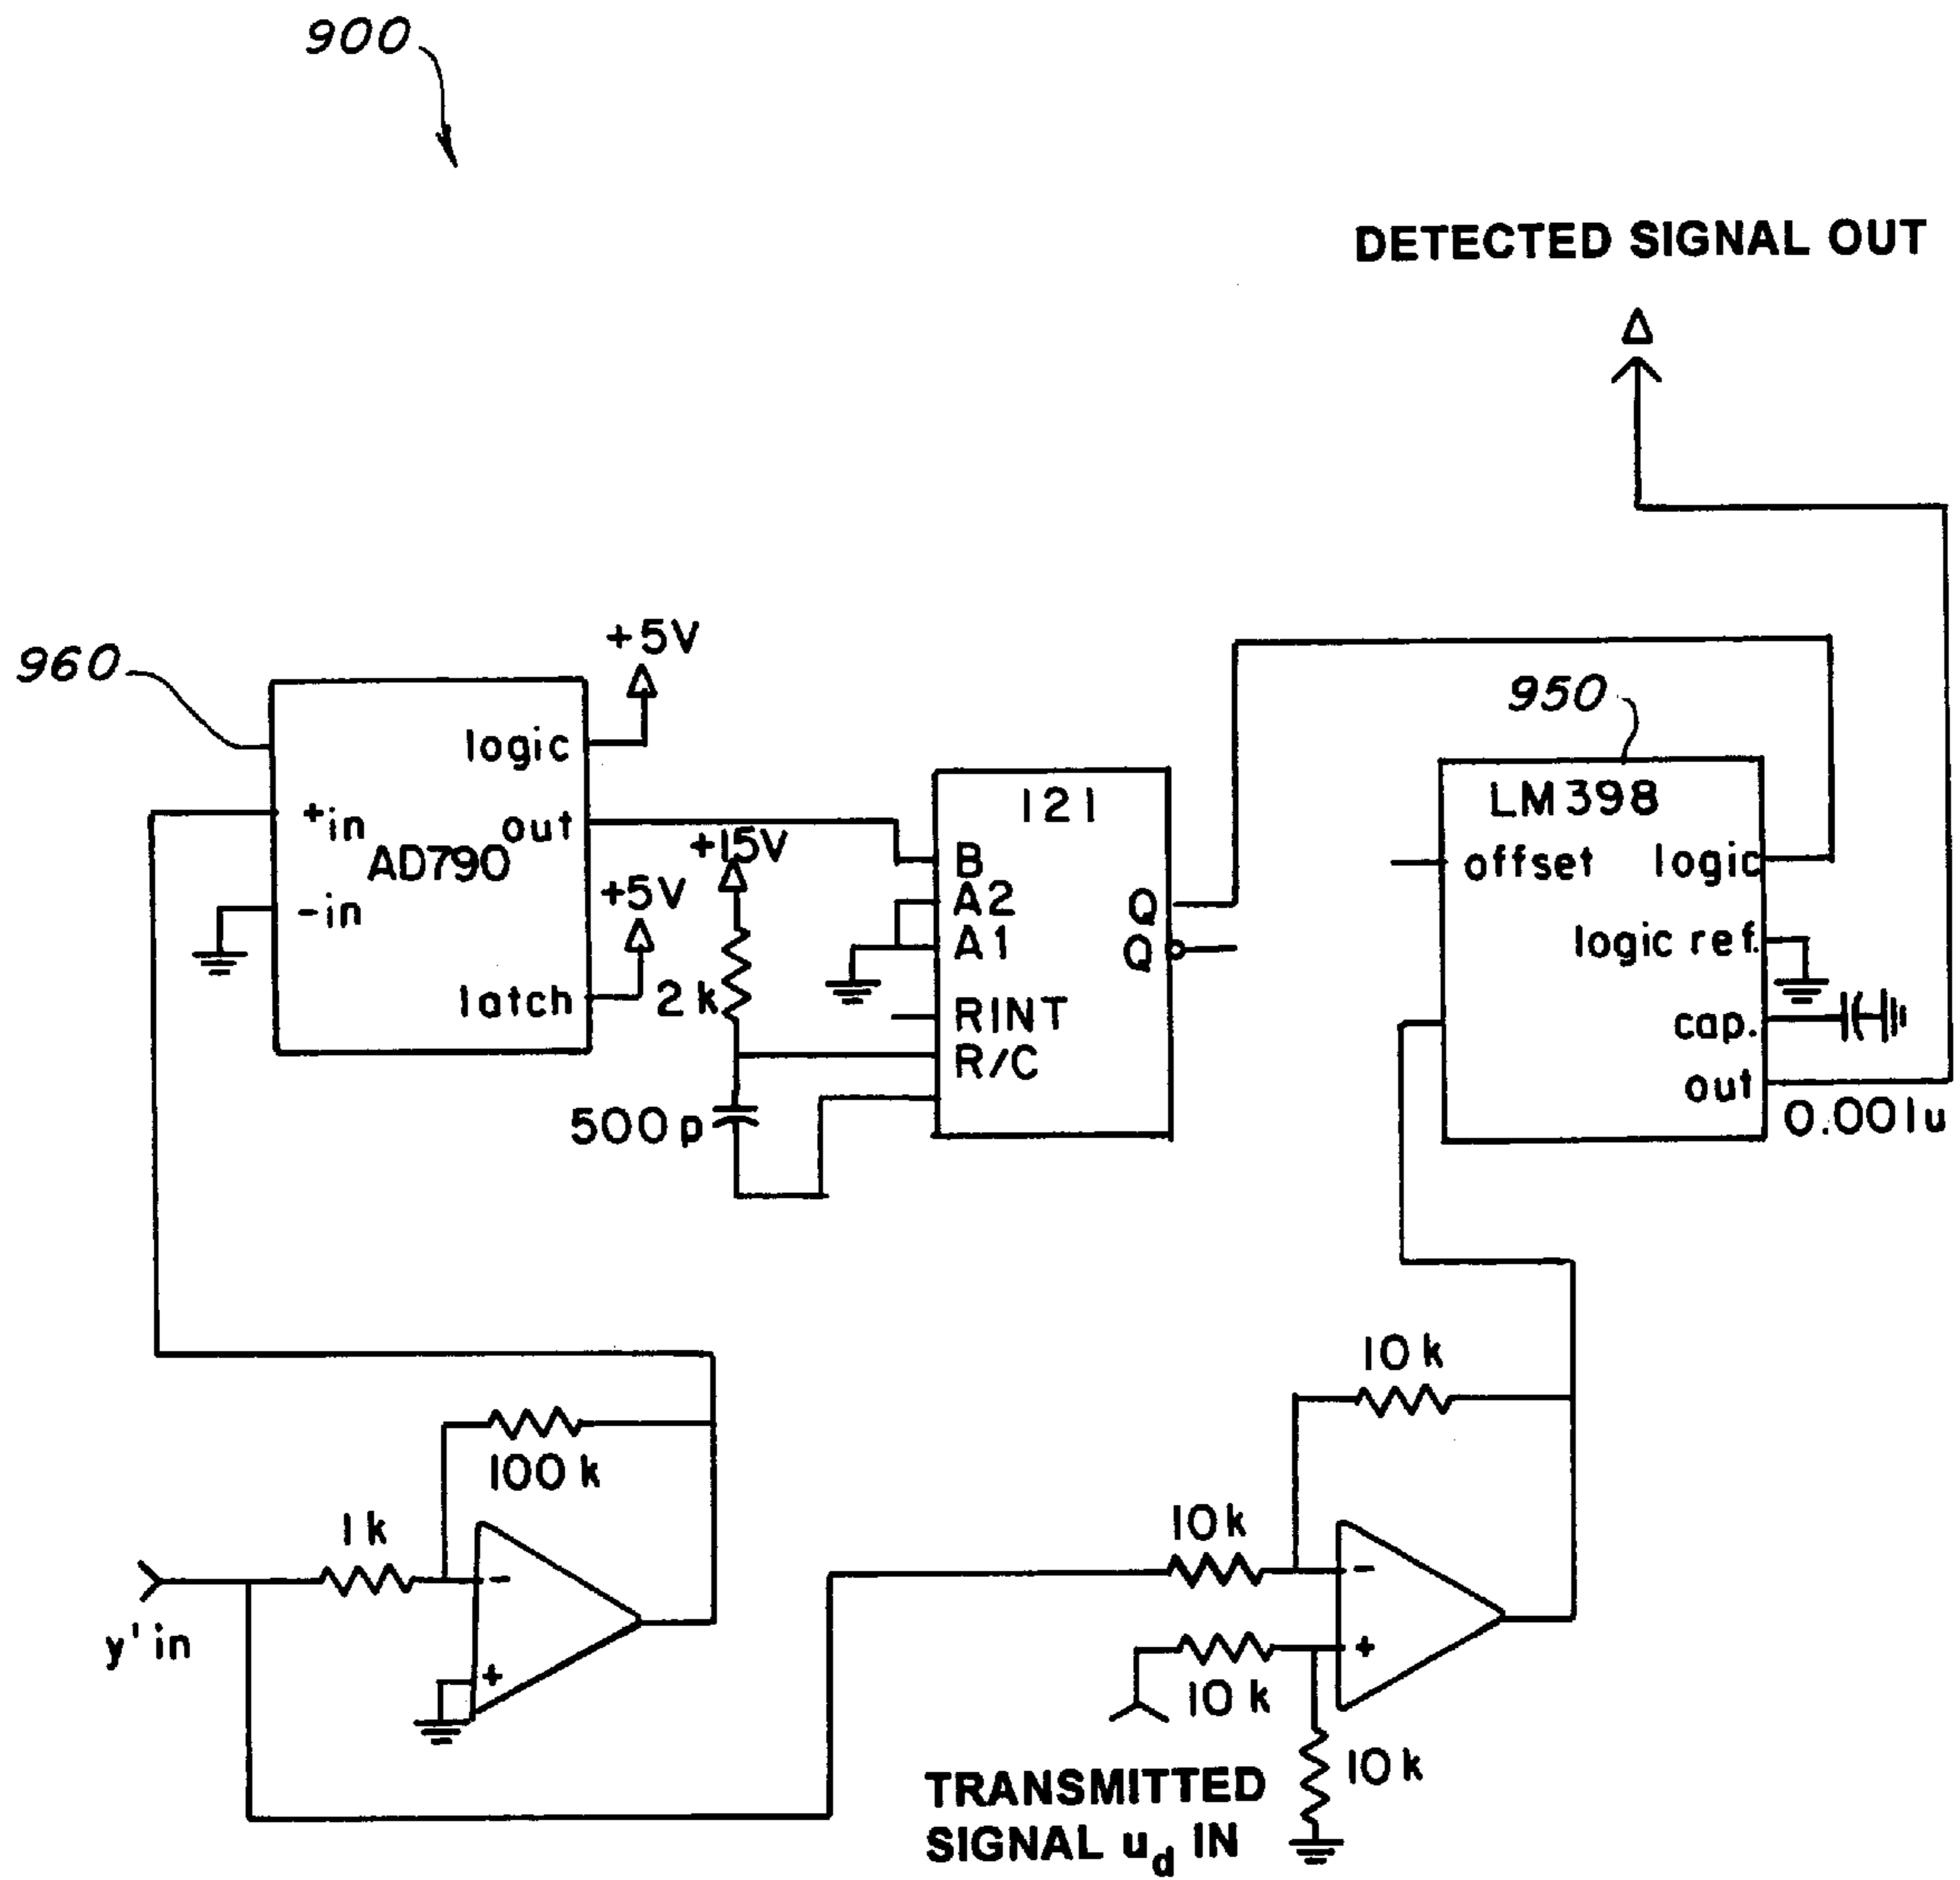 900
DETECTED SIGNAL OUT
+5V
960
950
logic
LM398
+in
out
+15V
121
AD790
B
offset
logic
+5V
A2
Q
-in
A1
Q
logic ref.
latch
2k
RINT
cap.
R/C
out
500p
0.001u
10k
100k
1k
10k
-
-
y' in
+
+
10k
10k
TRANSMITTED
SIGNAL ud IN